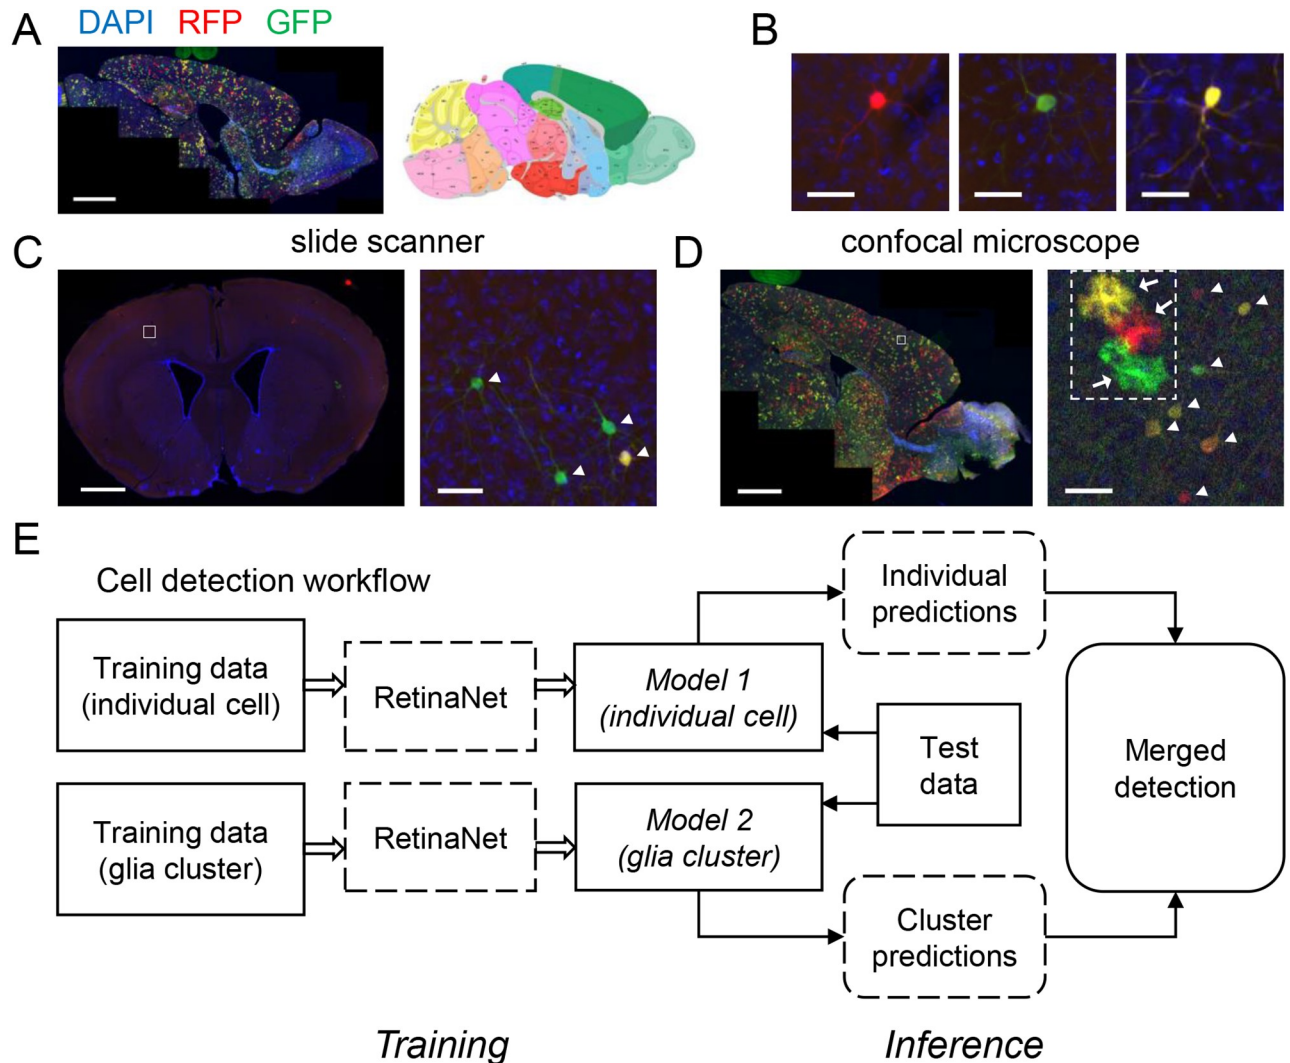 A
DAPI RFP GFP
B
slide scanner
confocal microscope
C
D
E
Cell detection workflow
Training data
(individual cell)
RetinaNet
Model 1
(individual cell)
Individual
predictions
Test
data
Merged
detection
Training data
(glia cluster)
RetinaNet
Model 2
(glia cluster)
Cluster
predictions
Training
Inference